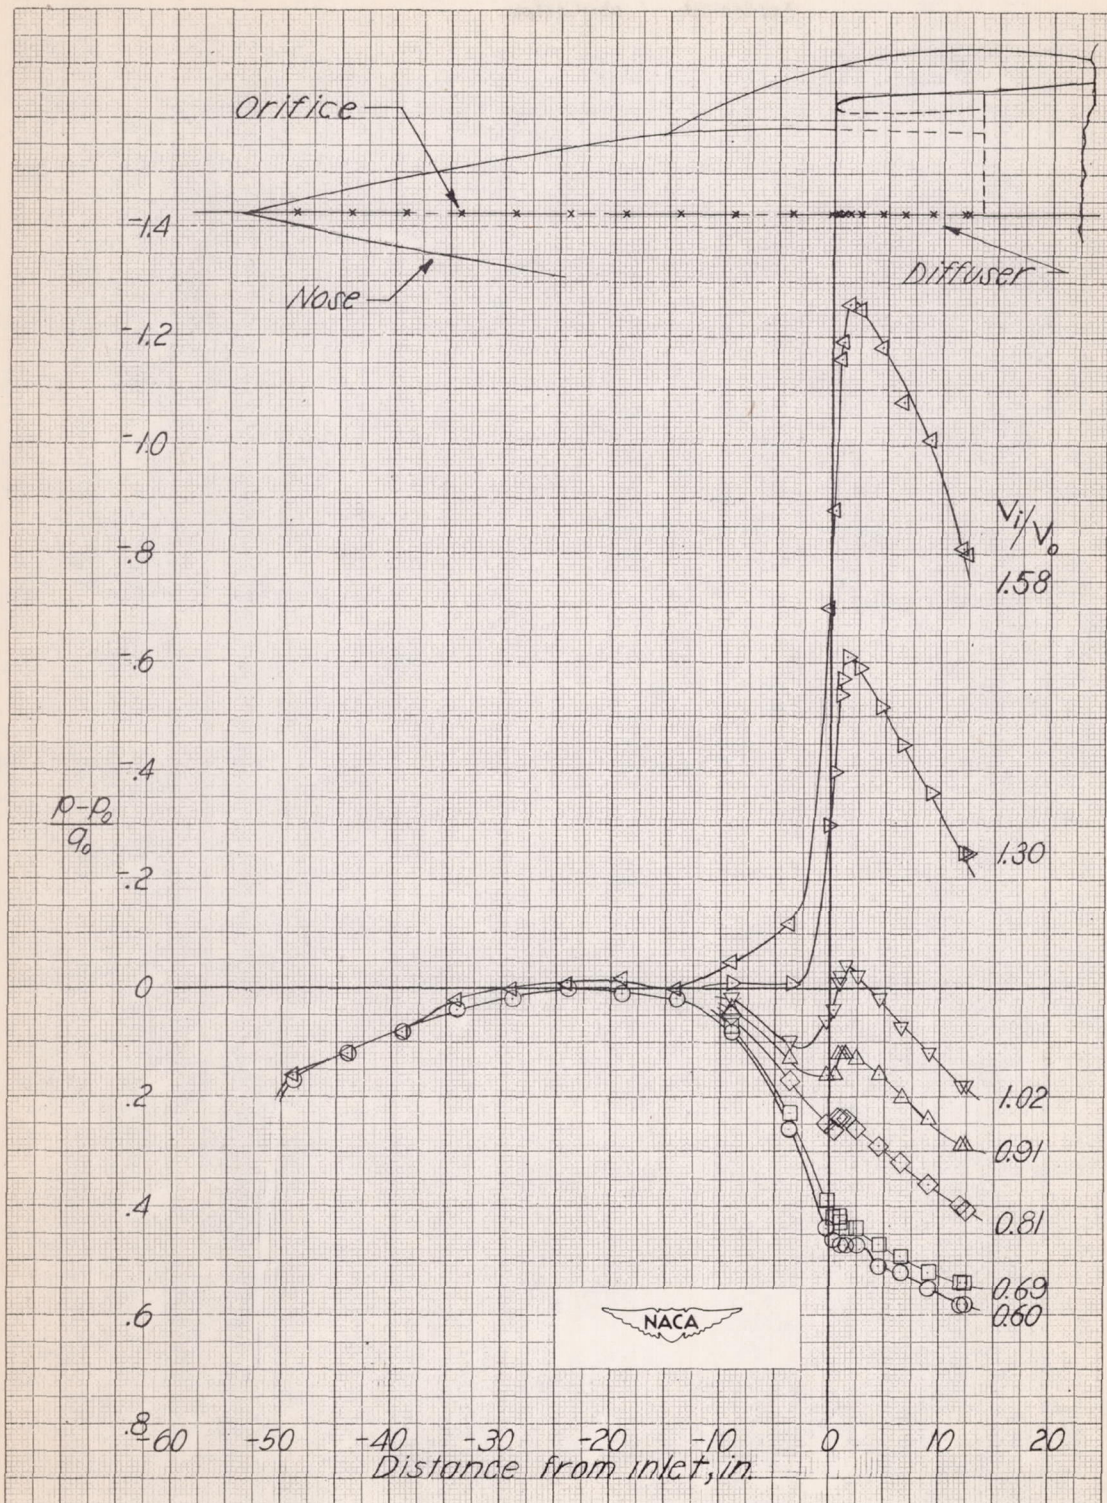 Orifice
Nose
Diffuser
-1.4
-1.2
-1.0
-.8
-.6
-.4
-.2
0
.2
.4
.6
.8
p-p₀
q₀
Vi/V₀
1.58
1.30
1.02
0.91
0.81
0.69
0.60
NACA
-60 -50 -40 -30 -20 -10 0 10 20
Distance from inlet, in.